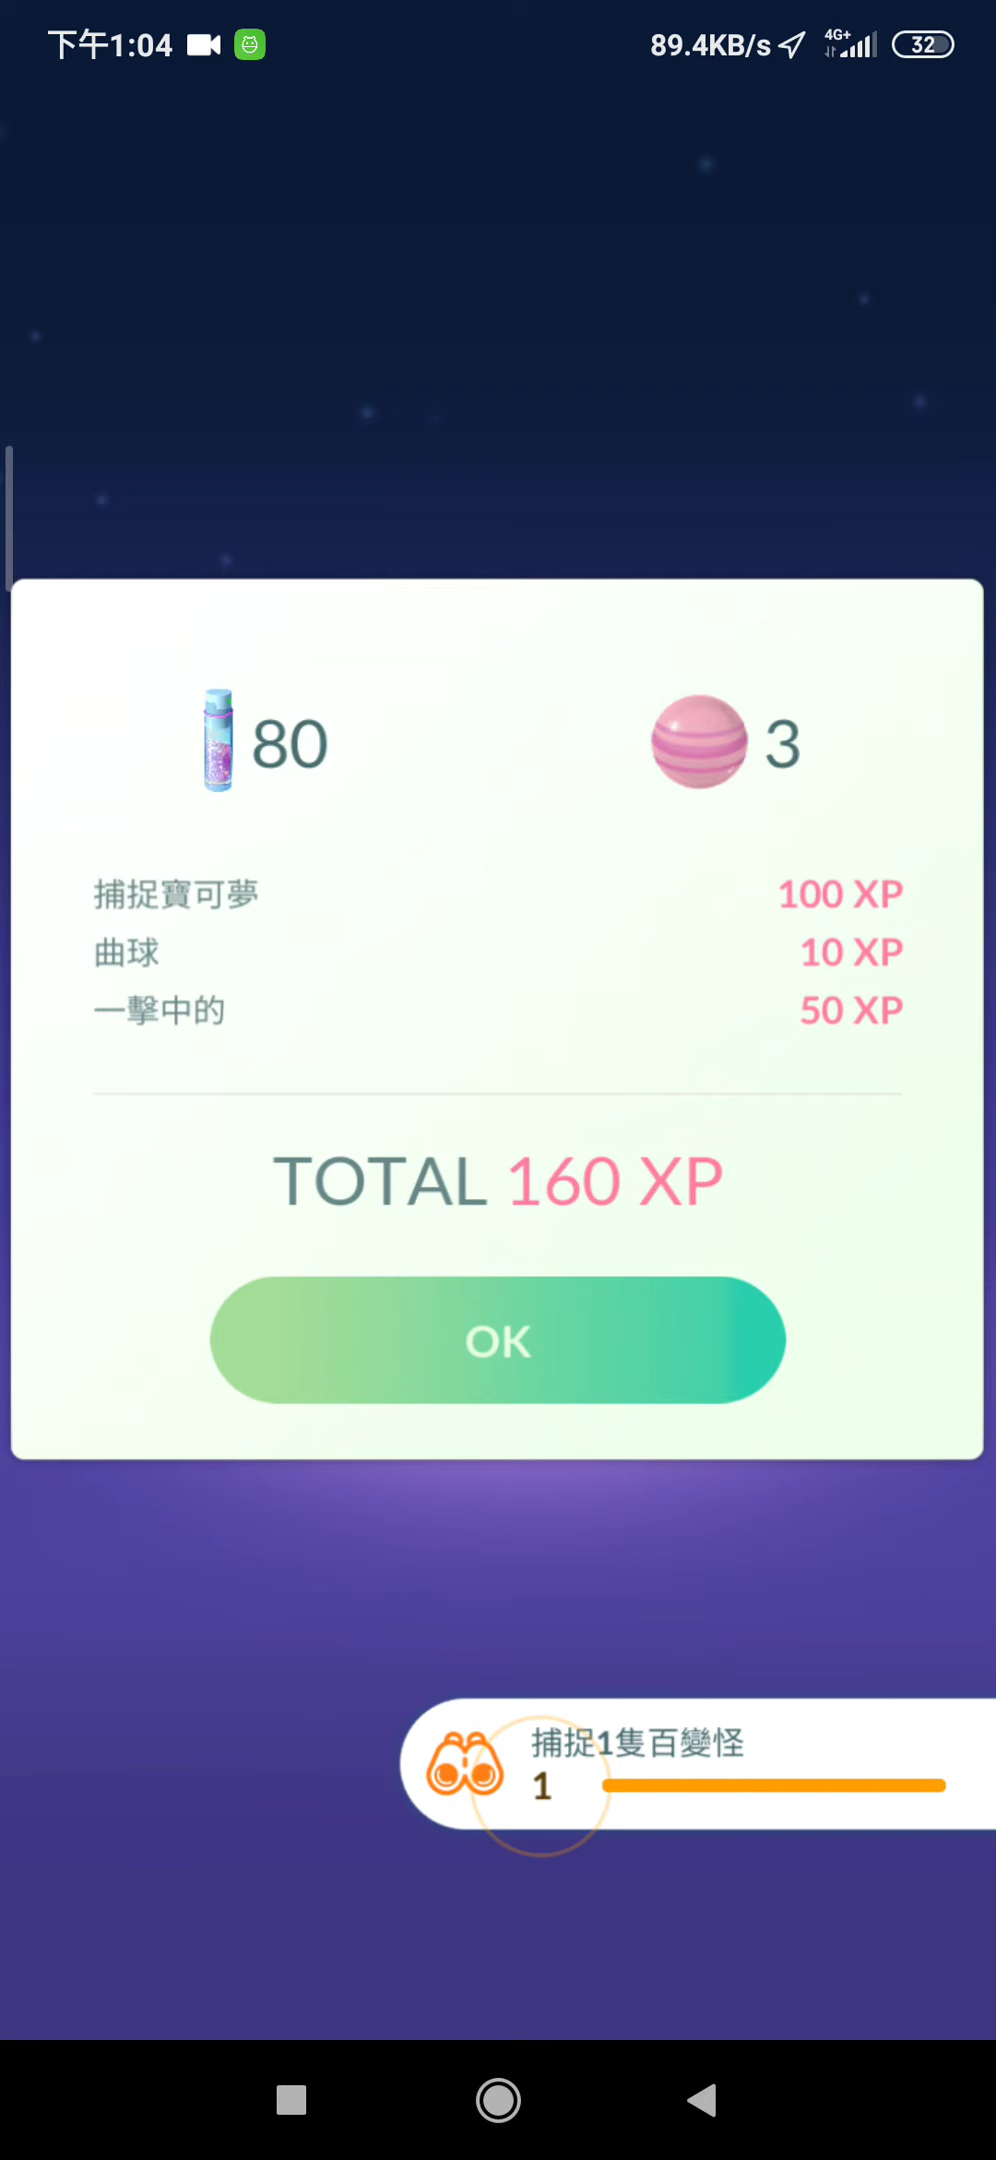 下午1:04
89.4KB/s
4G+
32
80
3
捕捉寶可夢 100 XP
曲球 10 XP
一擊中的 50 XP
TOTAL 160 XP
OK
捕捉1隻百變怪
1